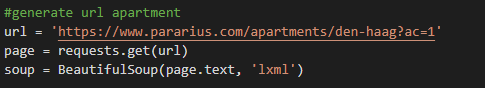 #generate url apartment
url = 'https://www.pararius.com/apartments/den-haag?ac=1'
page = requests.get(url)
soup = BeautifulSoup(page.text, 'lxml')